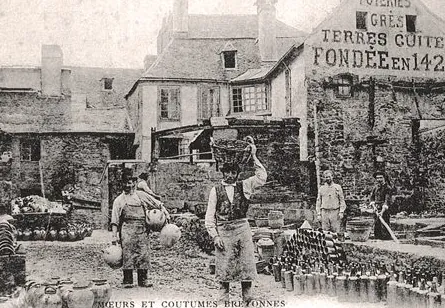 POTERIES
GRÈS
TERRES CUITES
FONDÉE EN 142
MŒURS ET COUTUMES BRETONNES